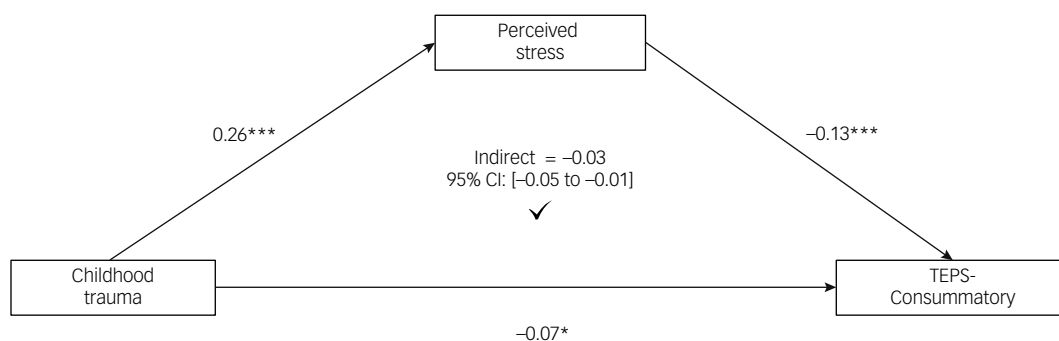 Perceived
stress
0.26***
–0.13***
Indirect = –0.03
95% CI: [–0.05 to –0.01]
✓
Childhood
trauma
TEPS-
Consummatory
–0.07*